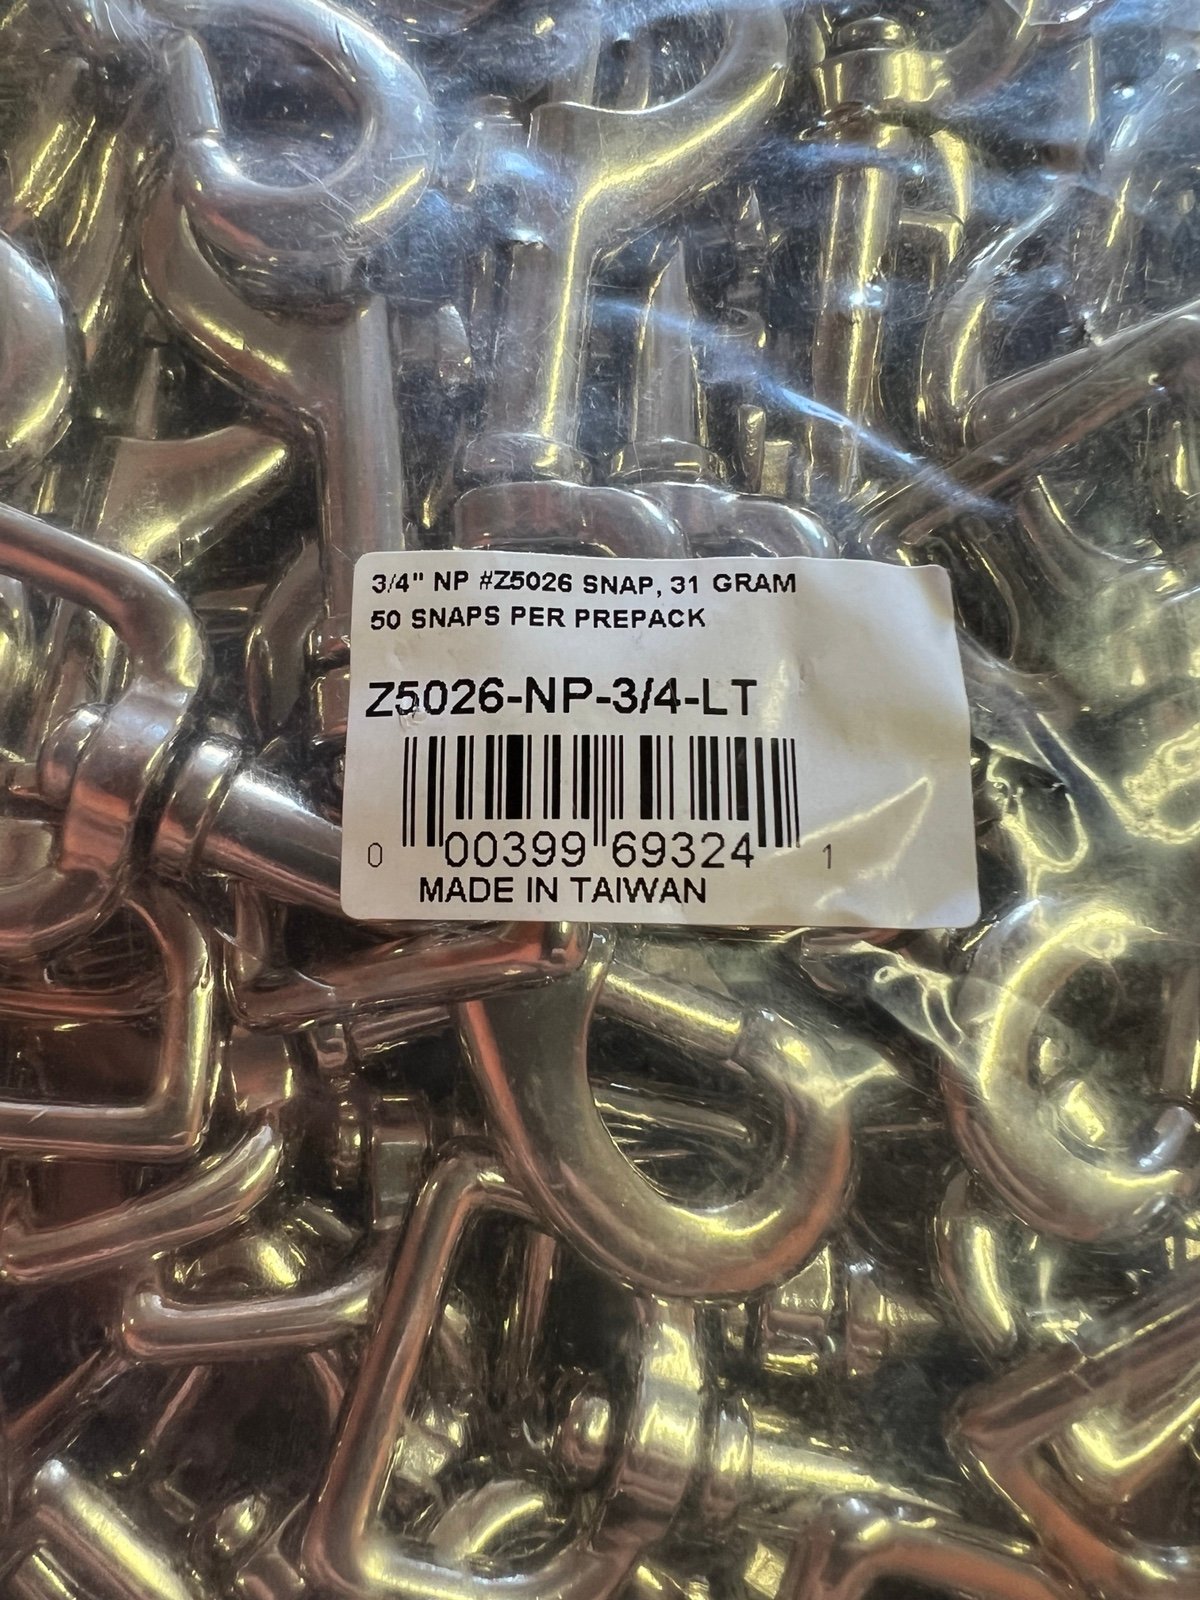 3/4" NP #Z5026 SNAP, 31 GRAM
50 SNAPS PER PREPACK
Z5026-NP-3/4-LT
0 00399 69324 1
MADE IN TAIWAN